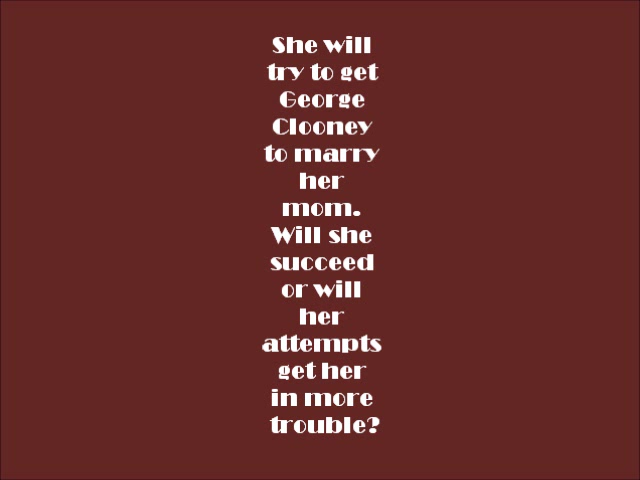 She will
try to get
George
Clooney
to marry
her
mom.
Will she
succeed
or will
her
attempts
get her
in more
trouble?